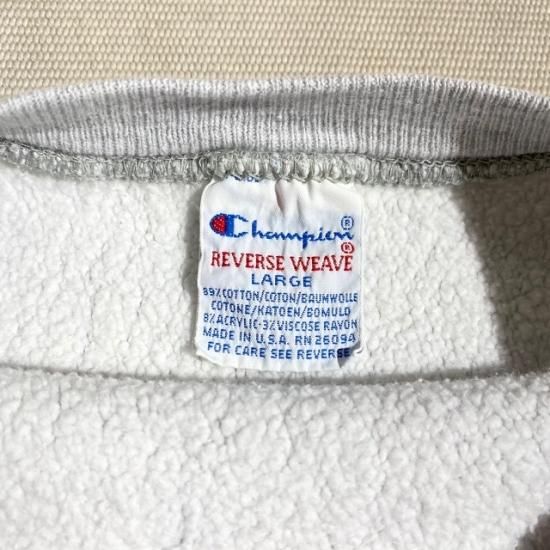 Champion®
REVERSE WEAVE®
LARGE
89%COTTON/COTON/BAUMWOLLE
COTONE/KATOEN/BOMULD
8%ACRYLIC-3%VISCOSE RAYON
MADE IN U.S.A. RN 26094
FOR CARE SEE REVERSE